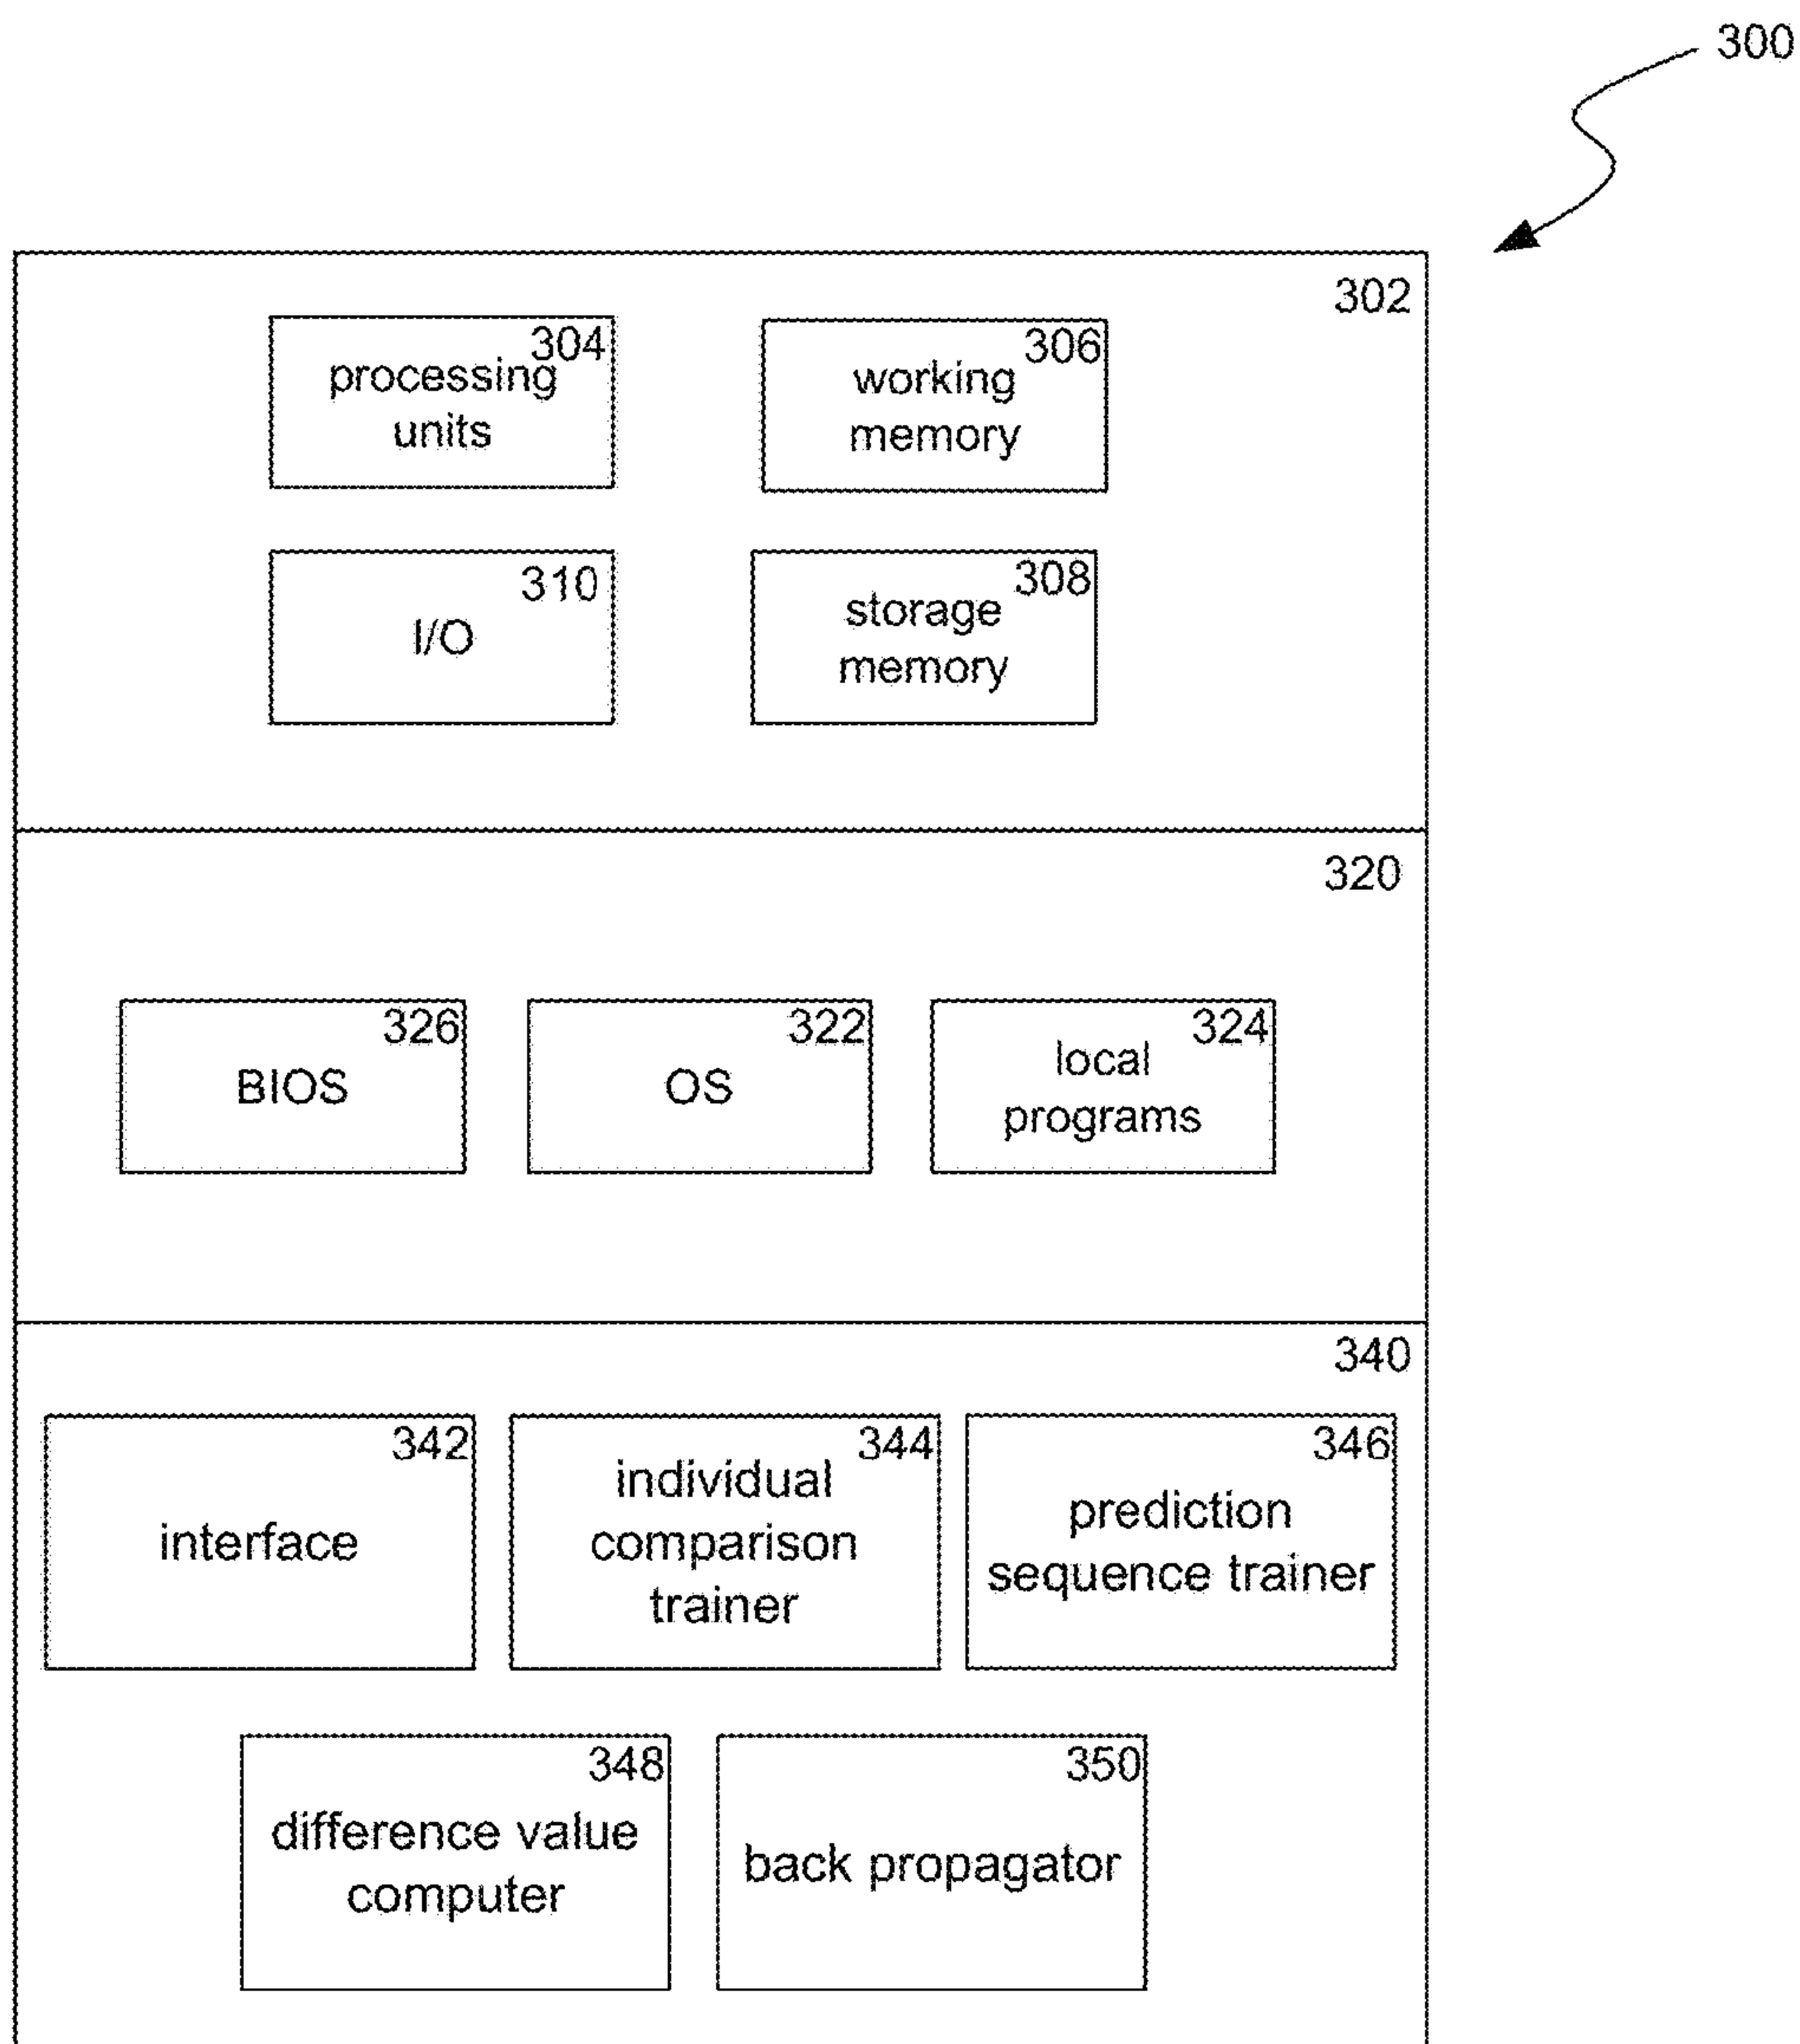 300
302
304
processing
units
306
working
memory
310
I/O
308
storage
memory
320
326
BIOS
322
OS
324
local
programs
340
342
interface
344
individual
comparison
trainer
346
prediction
sequence trainer
348
difference value
computer
350
back propagator